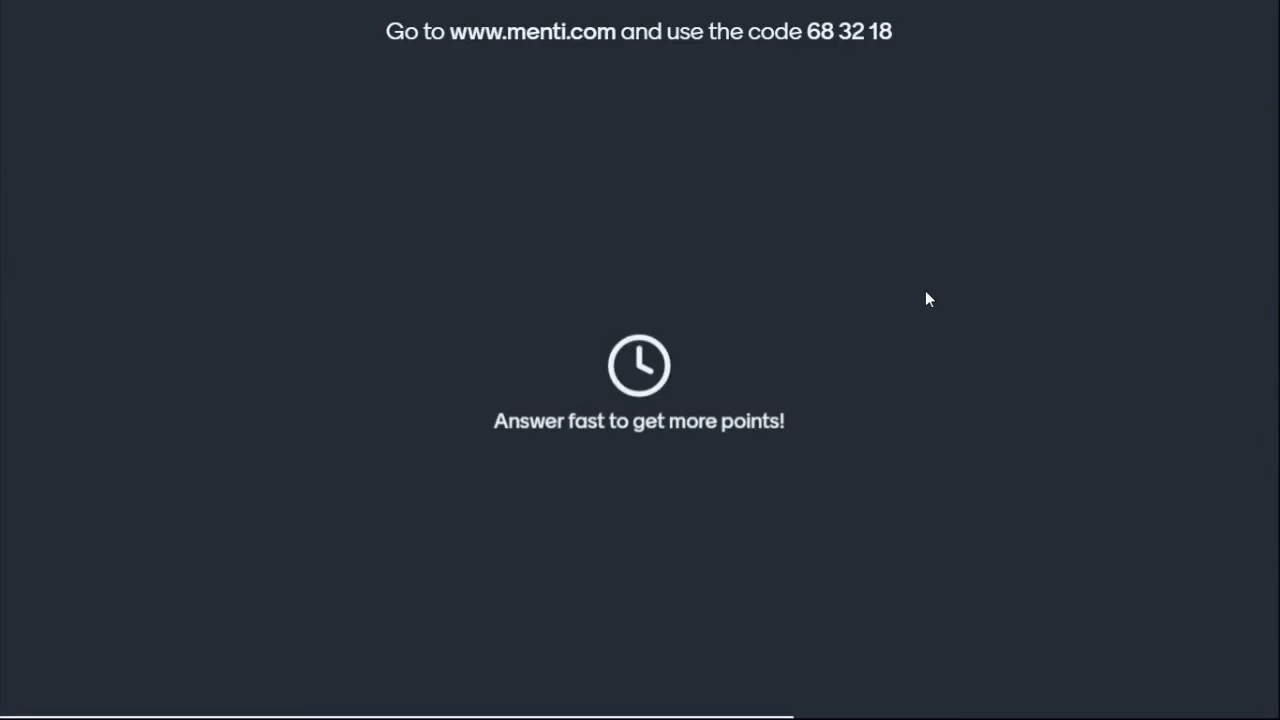 Go to www.menti.com and use the code 68 32 18
Answer fast to get more points!